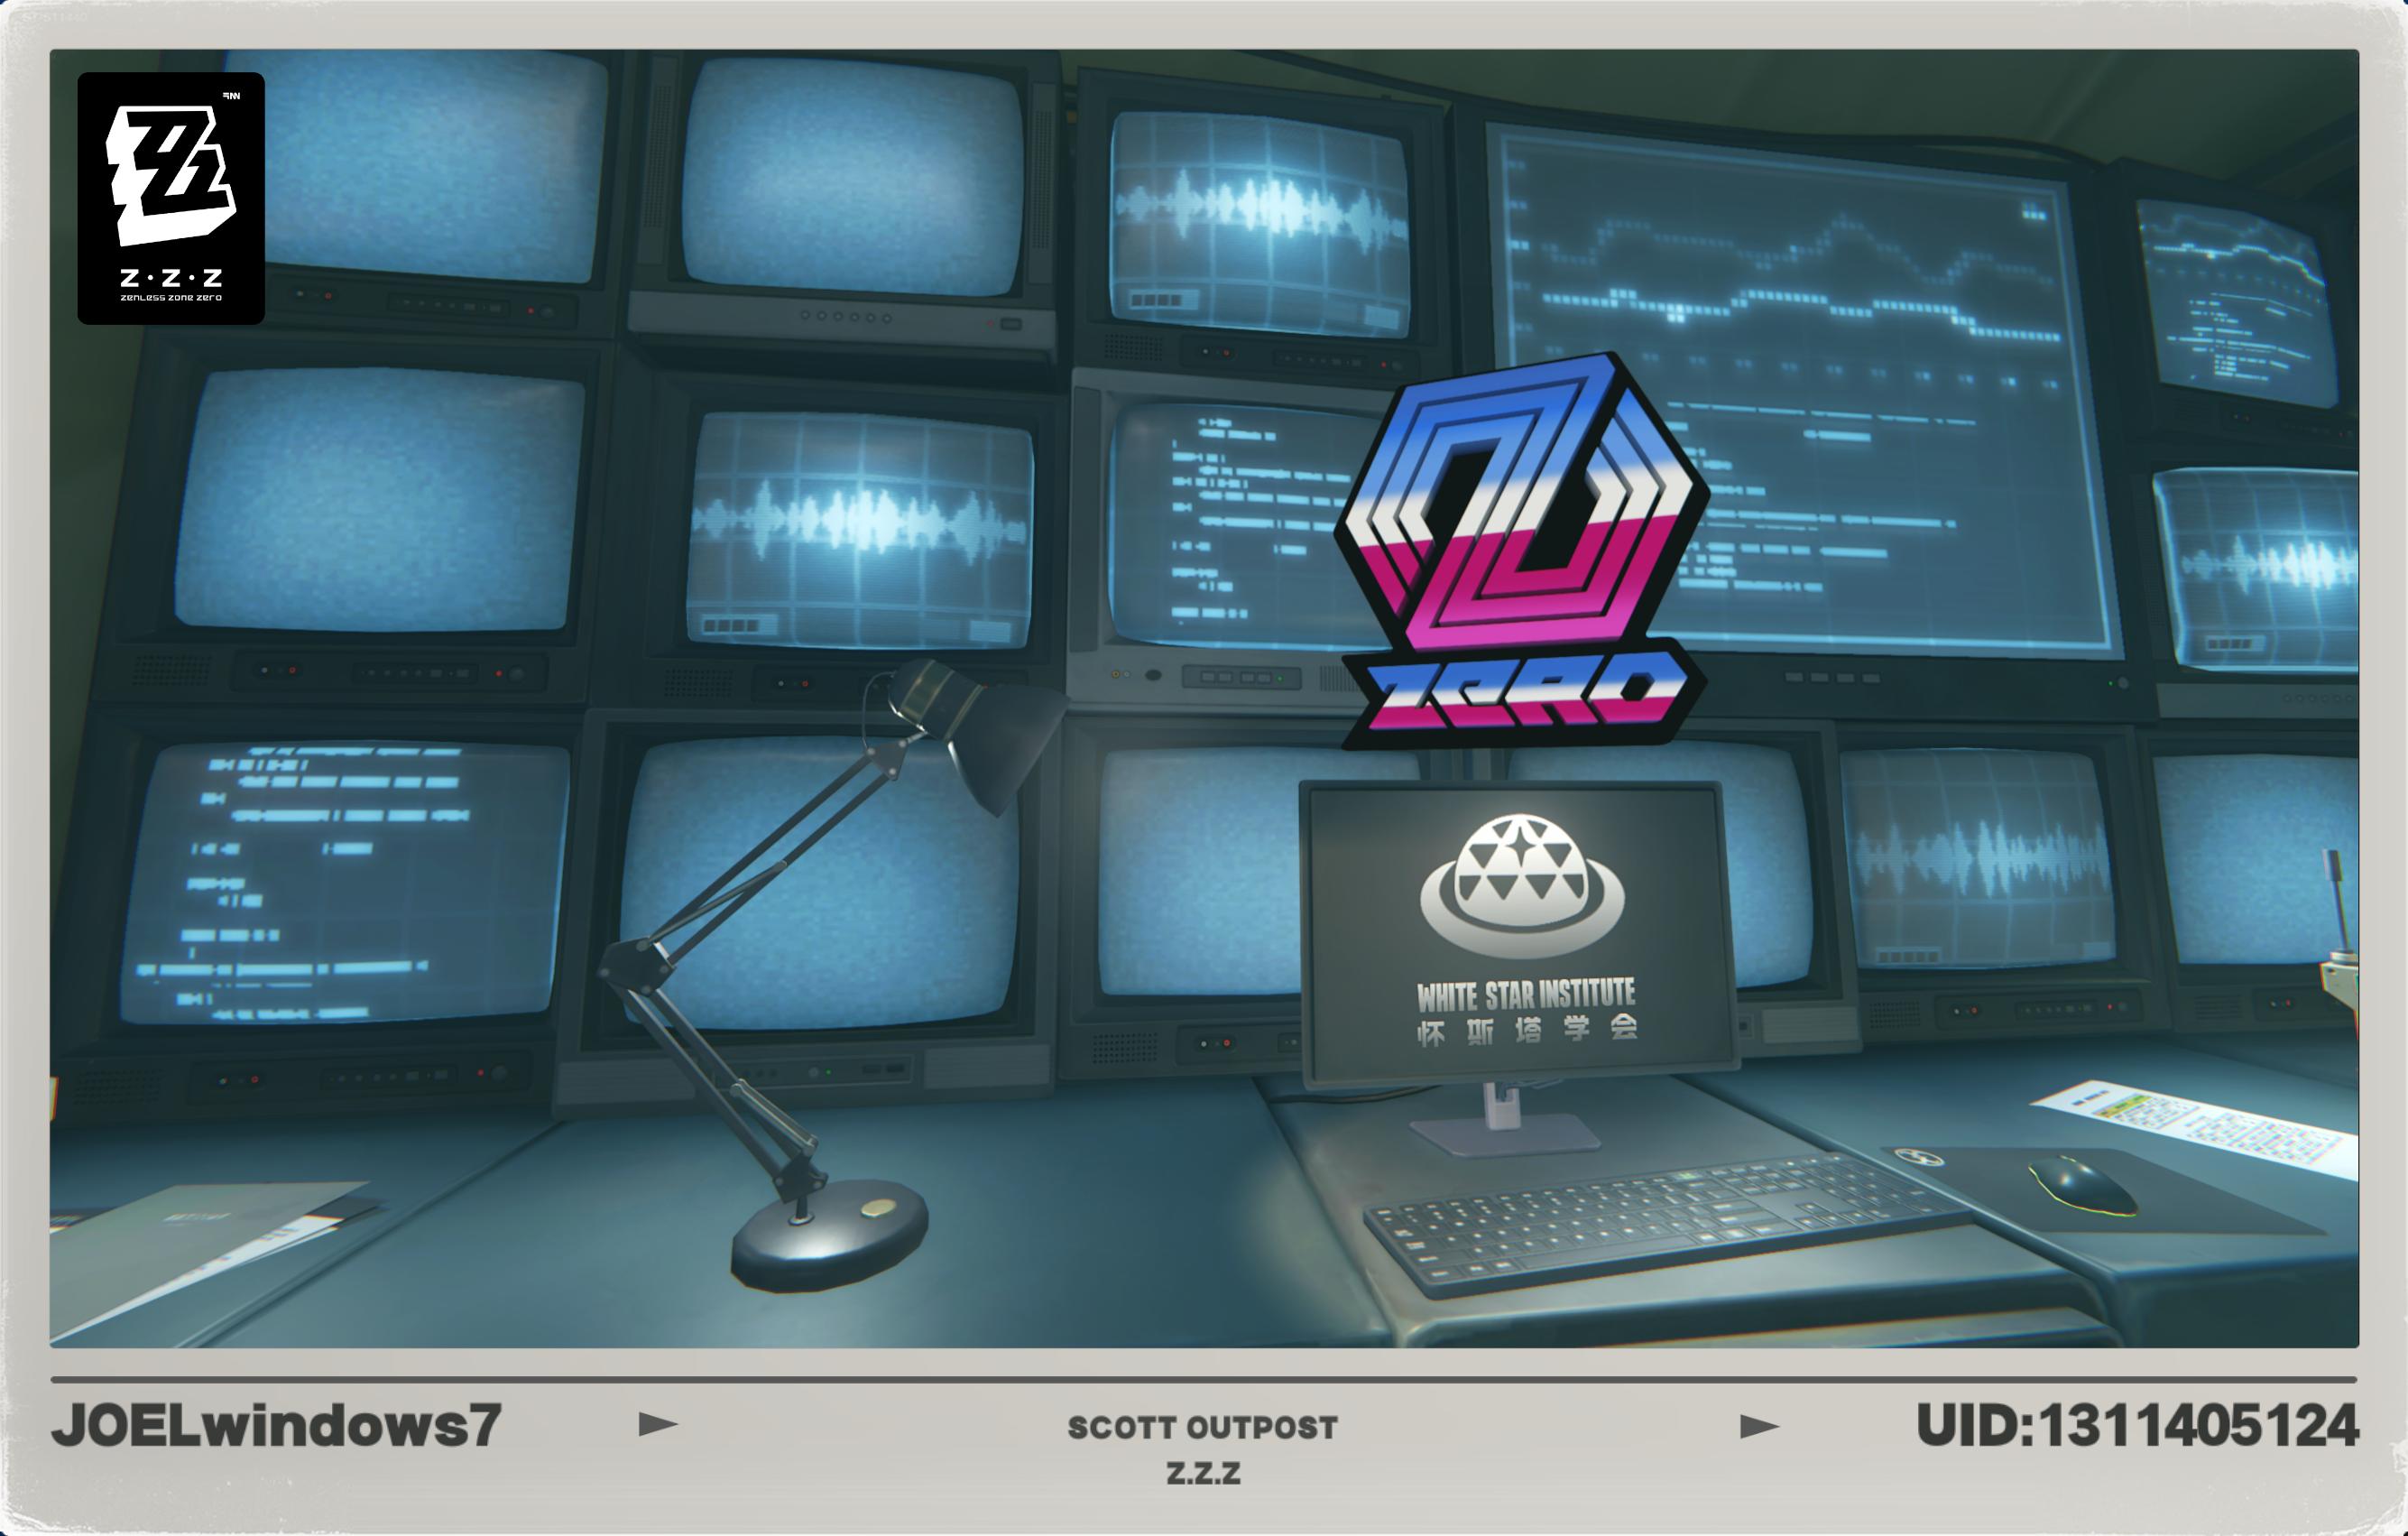 Z·Z·Z
ZENLESS ZONE ZERO
ZERO
WHITE STAR INSTITUTE
怀斯塔学会
JOELwindows7
SCOTT OUTPOST
UID:1311405124
Z.Z.Z